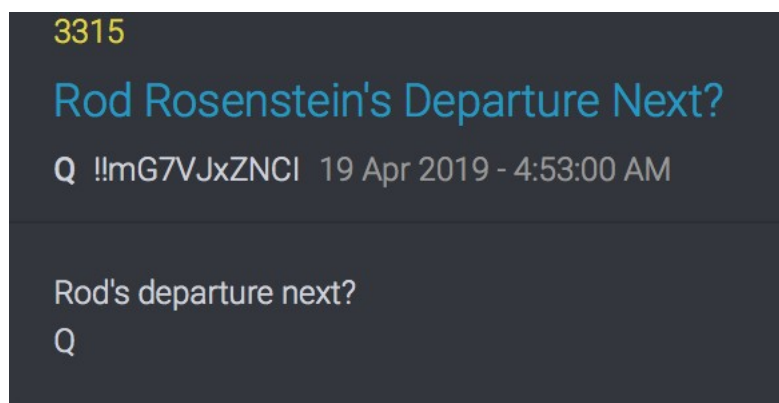 3315
Rod Rosenstein's Departure Next?
Q !!mG7VJxZNCI 19 Apr 2019 - 4:53:00 AM
Rod's departure next?
Q